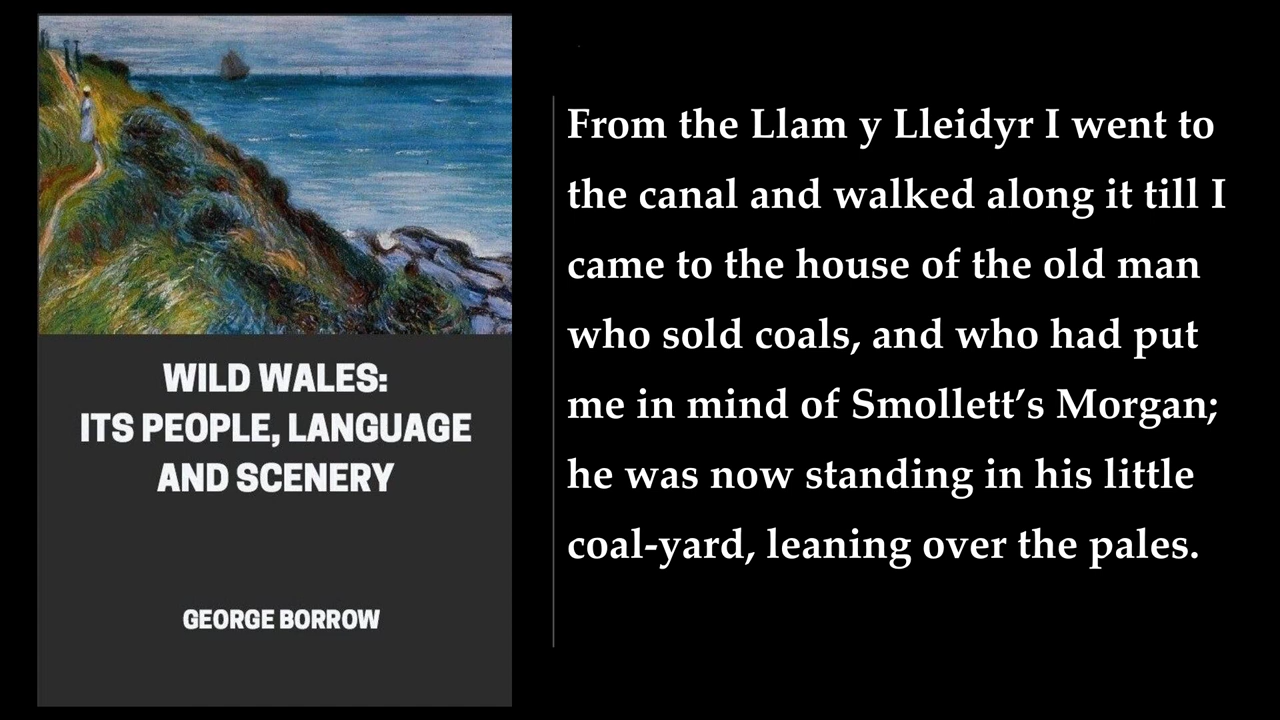 WILD WALES:
ITS PEOPLE, LANGUAGE
AND SCENERY
GEORGE BORROW
From the Llam y Lleidyr I went to
the canal and walked along it till I
came to the house of the old man
who sold coals, and who had put
me in mind of Smollett’s Morgan;
he was now standing in his little
coal-yard, leaning over the pales.